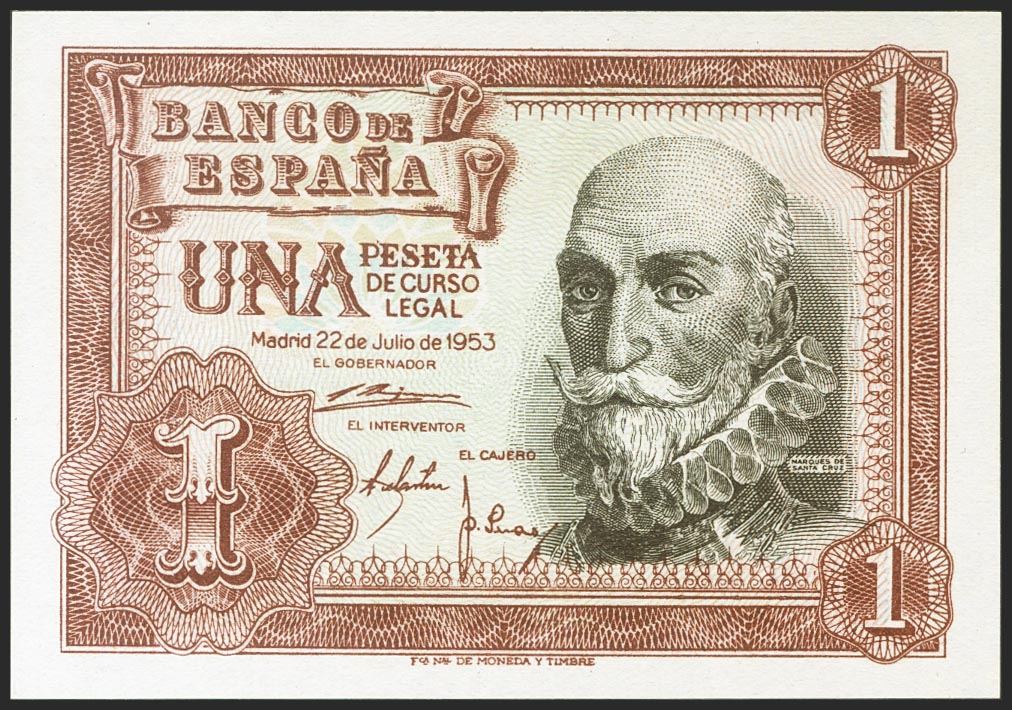 BANCO DE
ESPAÑA
UNA PESETA
DE CURSO
LEGAL
Madrid 22 de Julio de 1953
EL GOBERNADOR
EL INTERVENTOR
EL CAJERO
MARQUÉS DE
SANTA CRUZ
1
1
1
Fca. Nal. DE MONEDA Y TIMBRE